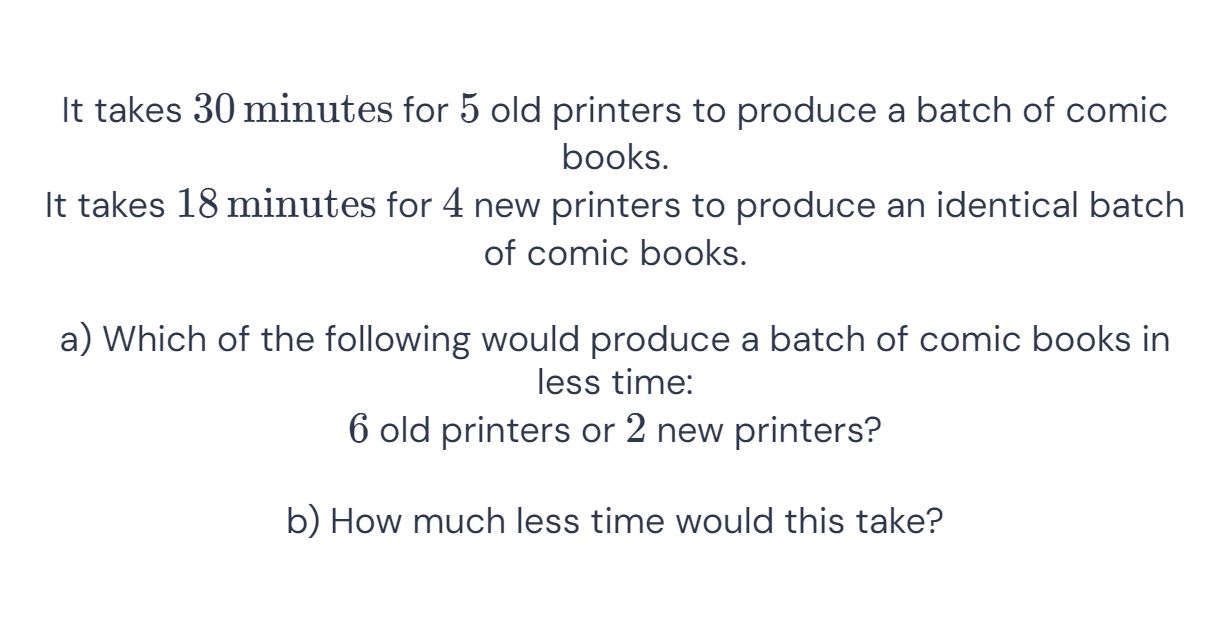 It takes 30 minutes for 5 old printers to produce a batch of comic
books.
It takes 18 minutes for 4 new printers to produce an identical batch
of comic books.
a) Which of the following would produce a batch of comic books in
less time:
6 old printers or 2 new printers?
b) How much less time would this take?